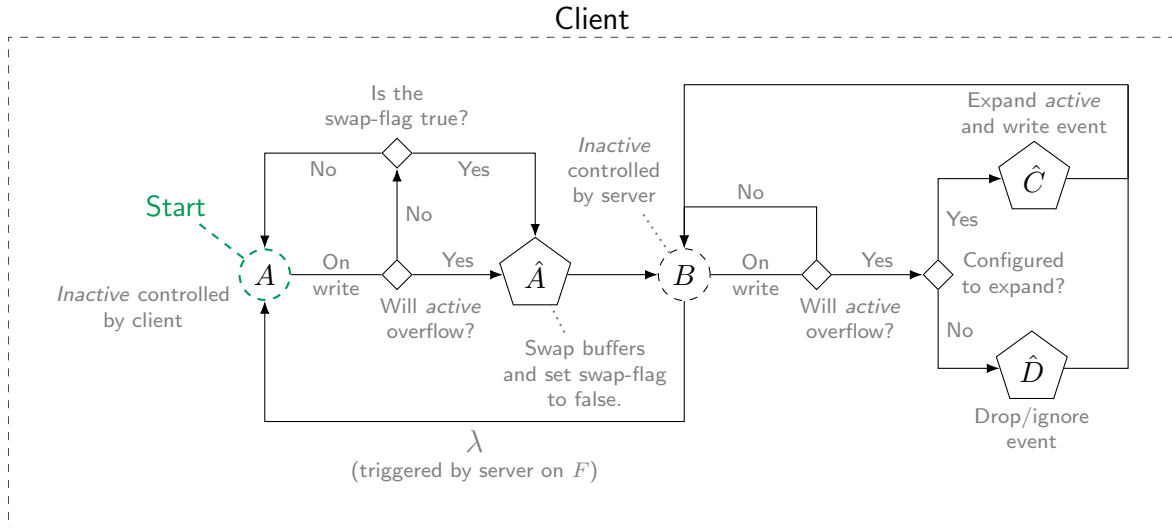 Client
Is the
swap-flag true?
No
Yes
No
Start
A
Inactive controlled
by client
On
write
Yes
Will active
overflow?
Â
Swap buffers
and set swap-flag
to false.
Inactive
controlled
by server
B
No
On
write
Yes
Will active
overflow?
Expand active
and write event
Ĉ
Yes
Configured
to expand?
No
D̂
Drop/ignore
event
λ
(triggered by server on F)